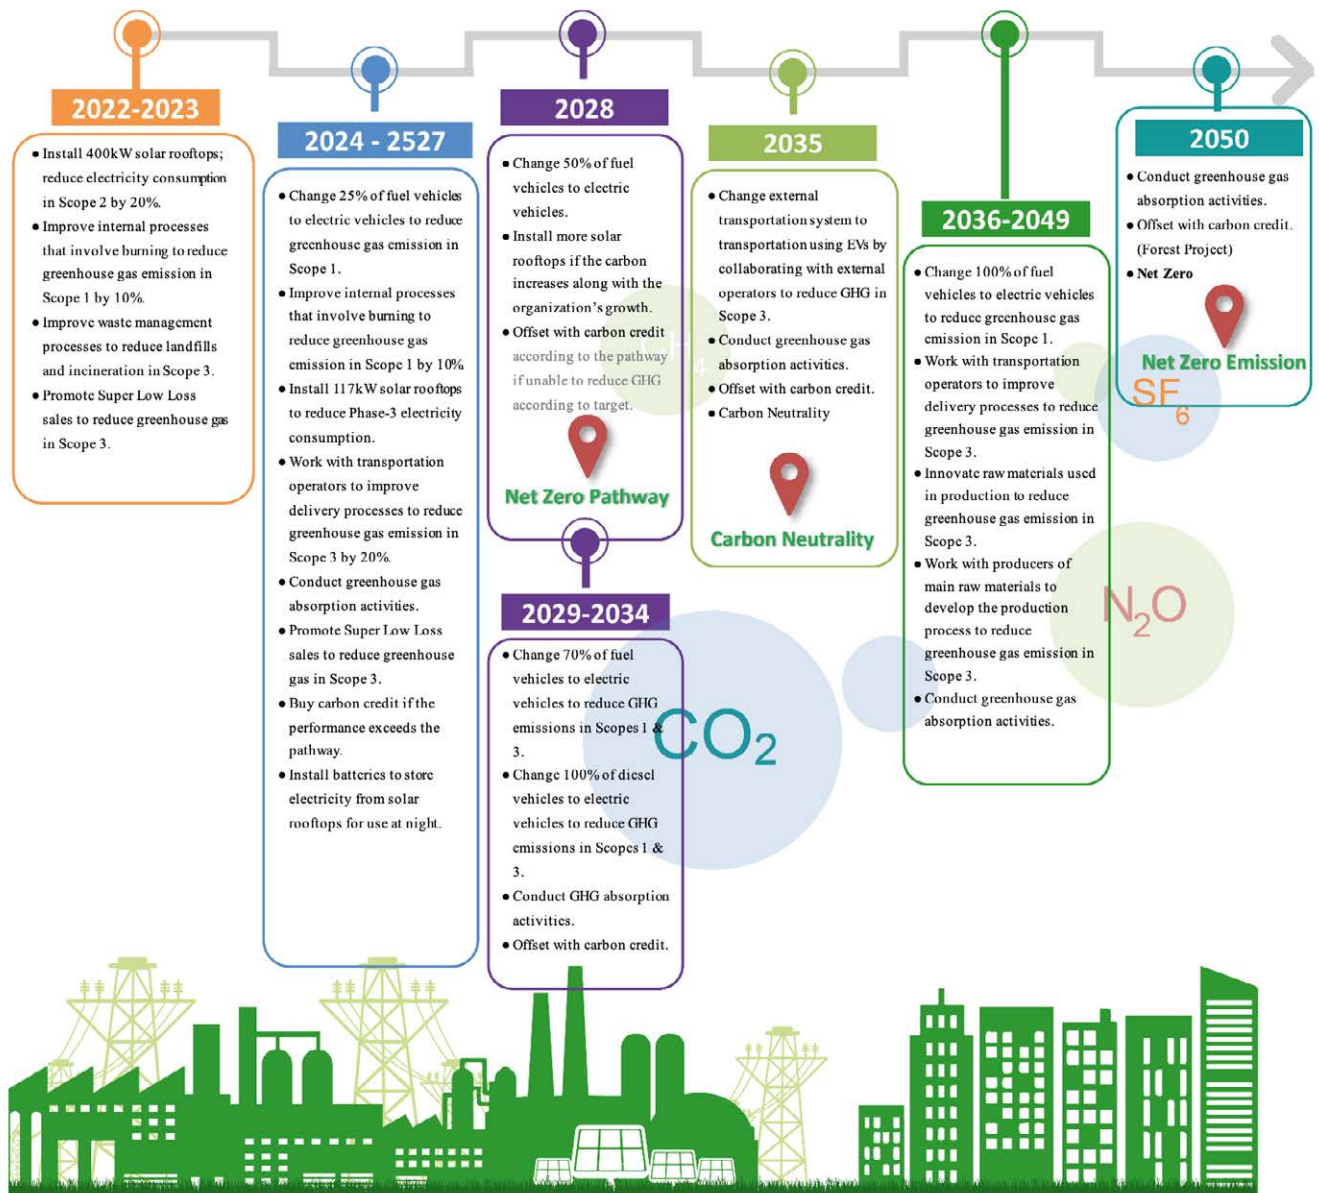 2022-2023
● Install 400kW solar rooftops;
reduce electricity consumption
in Scope 2 by 20%.
● Improve internal processes
that involve burning to reduce
greenhouse gas emission in
Scope 1 by 10%.
● Improve waste management
processes to reduce landfills
and incineration in Scope 3.
● Promote Super Low Loss
sales to reduce greenhouse gas
in Scope 3.
2024 - 2527
● Change 25% of fuel vehicles
to electric vehicles to reduce
greenhouse gas emission in
Scope 1.
● Improve internal processes
that involve burning to
reduce greenhouse gas
emission in Scope 1 by 10%
● Install 117kW solar rooftops
to reduce Phase-3 electricity
consumption.
● Work with transportation
operators to improve
delivery processes to reduce
greenhouse gas emission in
Scope 3 by 20%.
● Conduct greenhouse gas
absorption activities.
● Promote Super Low Loss
sales to reduce greenhouse
gas in Scope 3.
● Buy carbon credit if the
performance exceeds the
pathway.
● Install batteries to store
electricity from solar
rooftops for use at night.
2028
● Change 50% of fuel
vehicles to electric
vehicles.
● Install more solar
rooftops if the carbon
increases along with the
organization's growth.
● Offset with carbon credit
according to the pathway
if unable to reduce GHG
according to target.
Net Zero Pathway
2029-2034
● Change 70% of fuel
vehicles to electric
vehicles to reduce GHG
emissions in Scopes 1 &
3.
● Change 100% of diesel
vehicles to electric
vehicles to reduce GHG
emissions in Scopes 1 &
3.
● Conduct GHG absorption
activities.
● Offset with carbon credit.
2035
● Change external
transportation system to
transportation using EVs by
collaborating with external
operators to reduce GHG in
Scope 3.
● Conduct greenhouse gas
absorption activities.
● Offset with carbon credit.
● Carbon Neutrality
Carbon Neutrality
2036-2049
● Change 100% of fuel
vehicles to electric vehicles
to reduce greenhouse gas
emission in Scope 1.
● Work with transportation
operators to improve
delivery processes to reduce
greenhouse gas emission in
Scope 3.
● Innovate raw materials used
in production to reduce
greenhouse gas emission in
Scope 3.
● Work with producers of
main raw materials to
develop the production
process to reduce
greenhouse gas emission in
Scope 3.
● Conduct greenhouse gas
absorption activities.
2050
● Conduct greenhouse gas
absorption activities.
● Offset with carbon credit.
(Forest Project)
● Net Zero
Net Zero Emission
CH4
SF6
N2O
CO2